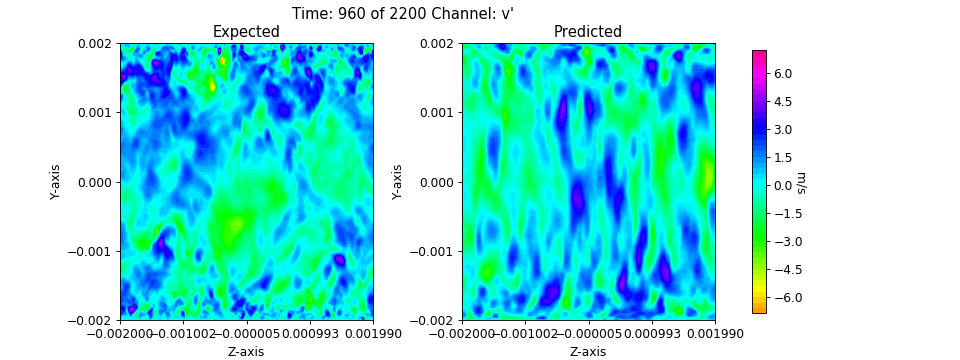 Time: 960 of 2200 Channel: v'
Expected
Predicted
Y-axis
0.002
0.001
0.000
−0.001
−0.002
−0.002000 −0.001002 −0.000005 0.000993 0.001990
Z-axis
Y-axis
0.002
0.001
0.000
−0.001
−0.002
−0.002000 −0.001002 −0.000005 0.000993 0.001990
Z-axis
6.0
4.5
3.0
1.5
0.0
−1.5
−3.0
−4.5
−6.0
m/s